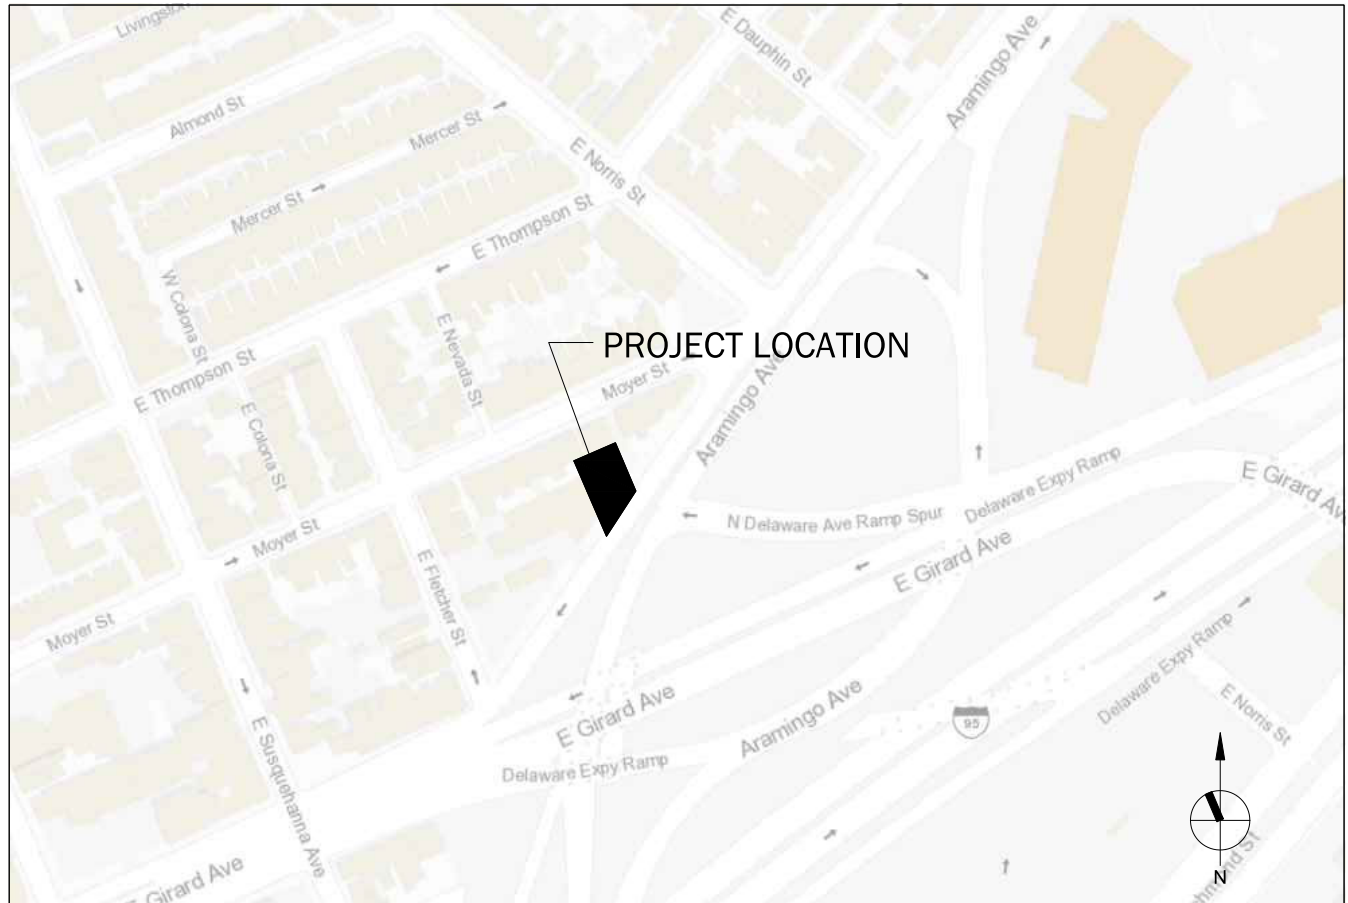 Livingston
E Dauphin St
Aramingo Ave
Almond St
Mercer St
E Norris St
Mercer St
E Thompson St
W Colona St
E Nevada St
PROJECT LOCATION
E Thompson St
Moyer St
Aramingo Ave
E Colona St
Delaware Expy Ramp
E Girard Av
N Delaware Ave Ramp Spur
Moyer St
E Girard Ave
E Fletcher St
Moyer St
Delaware Expy Ramp
E Girard Ave
Aramingo Ave
95
E Norris St
E Susquehanna Ave
Delaware Expy Ramp
E Girard Ave
hmond St
N